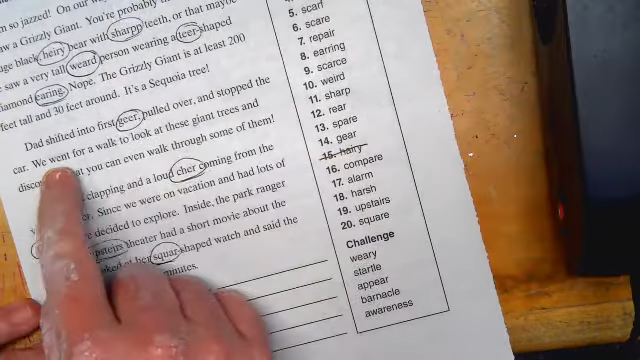 m so jazzed! On our w
You're probably t
aw a Grizzly Giant.
sharpp teeth, or that maybe
uge black, heiry bear with
saw a very tall weard person wearing a teer-shaped
diamond earing. Nope. The Grizzly Giant is at least 200
feet tall and 30 feet around. It's a Sequoia tree!
Dad shifted into first geer, pulled over, and stopped the
car. We went for a walk to look at these giant trees and
disco at you can even walk through some of them!
clapping and a loud cher coming from the
Since we were on vacation and had lots of
decided to explore. Inside, the park ranger
theater had a short movie about the
at her squar-shaped watch and said the
minutes.
5. scarf
6. scare
7. repair
8. earring
9. scarce
10. weird
11. sharp
12. rear
13. spare
14. gear
15. hairy
16. compare
17. alarm
18. harsh
19. upstairs
20. square
Challenge
weary
startle
appear
barnacle
awareness